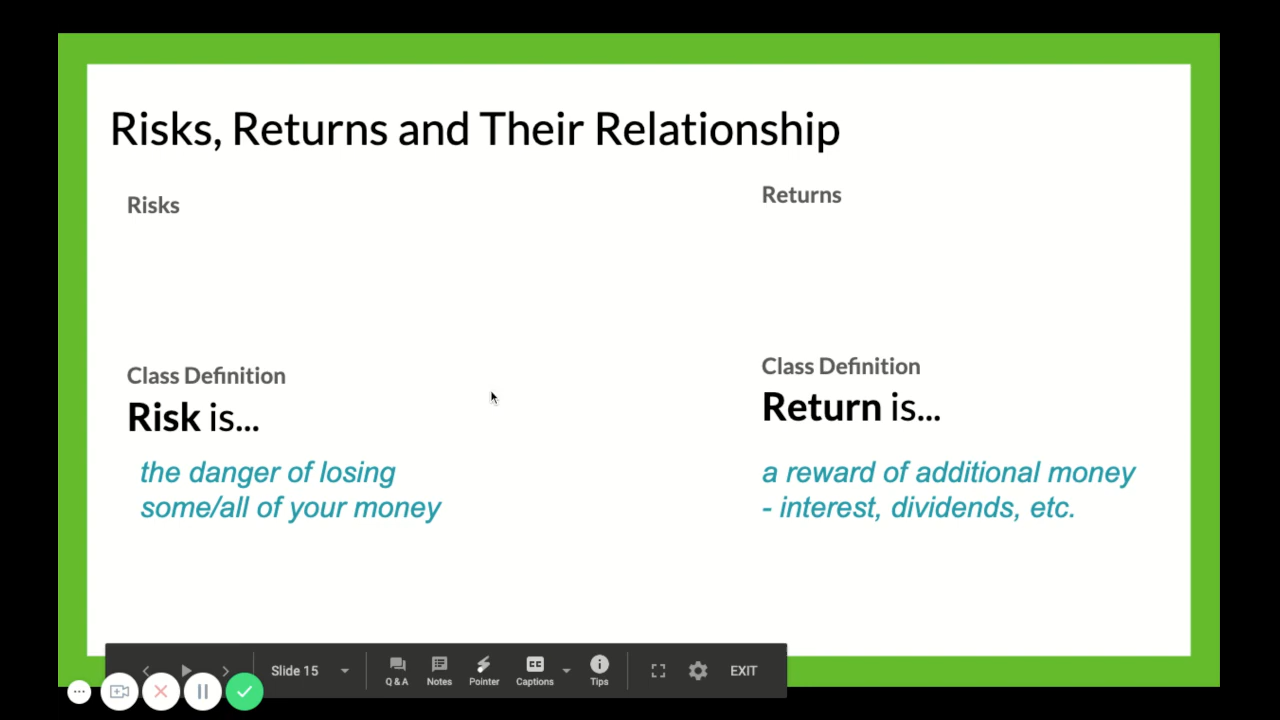 Risks, Returns and Their Relationship
Risks
Class Definition
Risk is...
the danger of losing
some/all of your money
Returns
Class Definition
Return is...
a reward of additional money
- interest, dividends, etc.
Slide 15
Q & A
Notes
Pointer
CC
Captions
Tips
EXIT